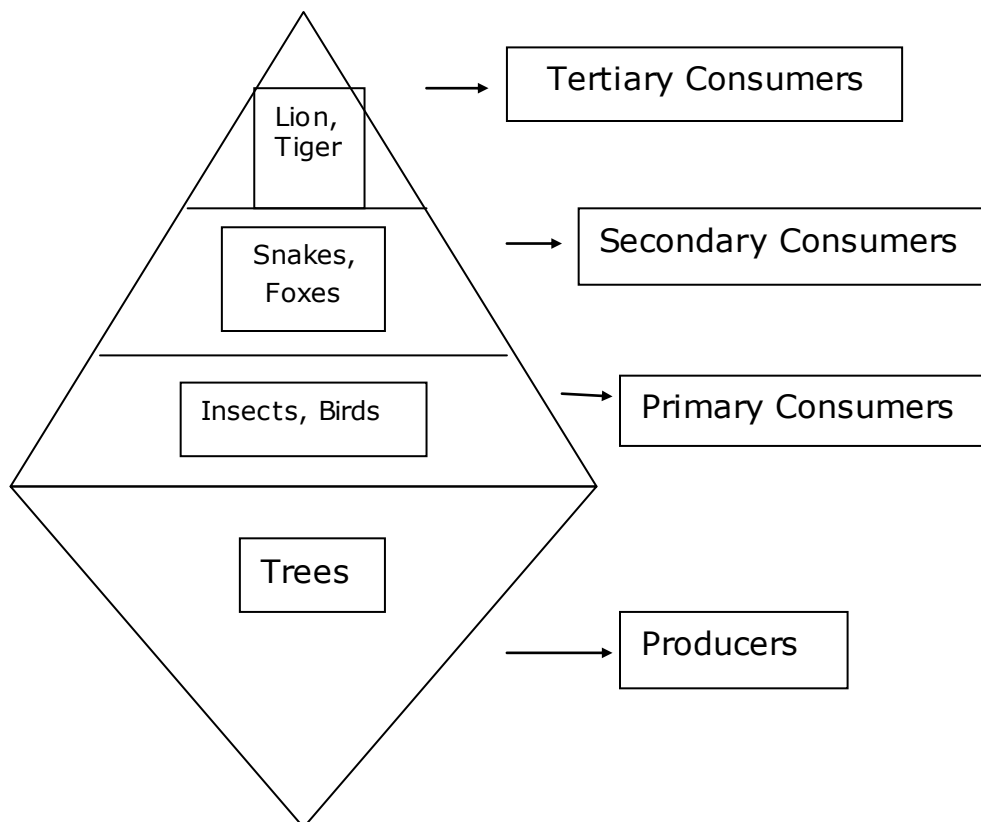 Lion,
Tiger
Tertiary Consumers
Snakes,
Foxes
Secondary Consumers
Insects, Birds
Primary Consumers
Trees
Producers